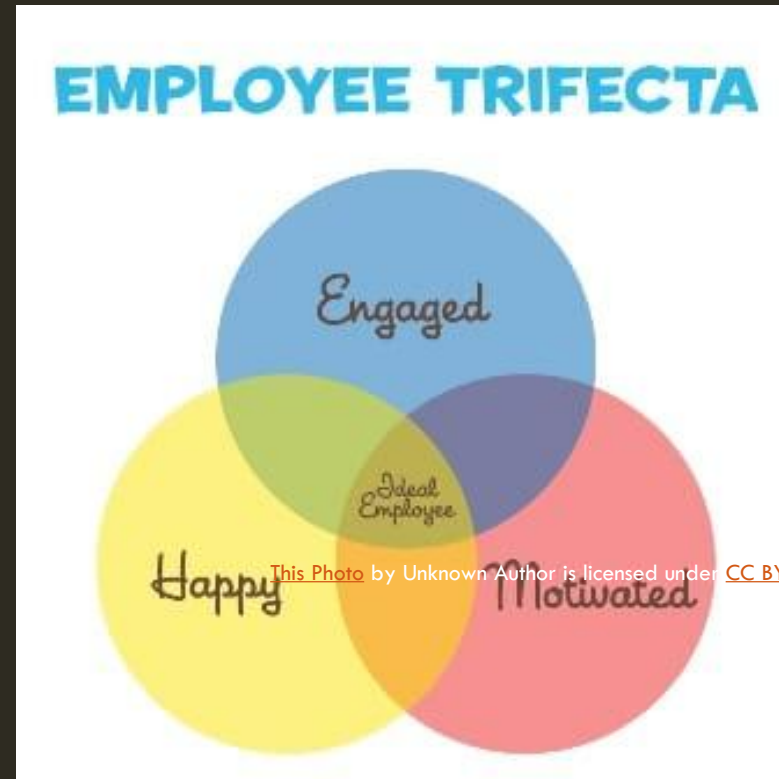 EMPLOYEE TRIFECTA
Engaged
Ideal
Employee
Happy
Motivated
This Photo by Unknown Author is licensed under CC BY